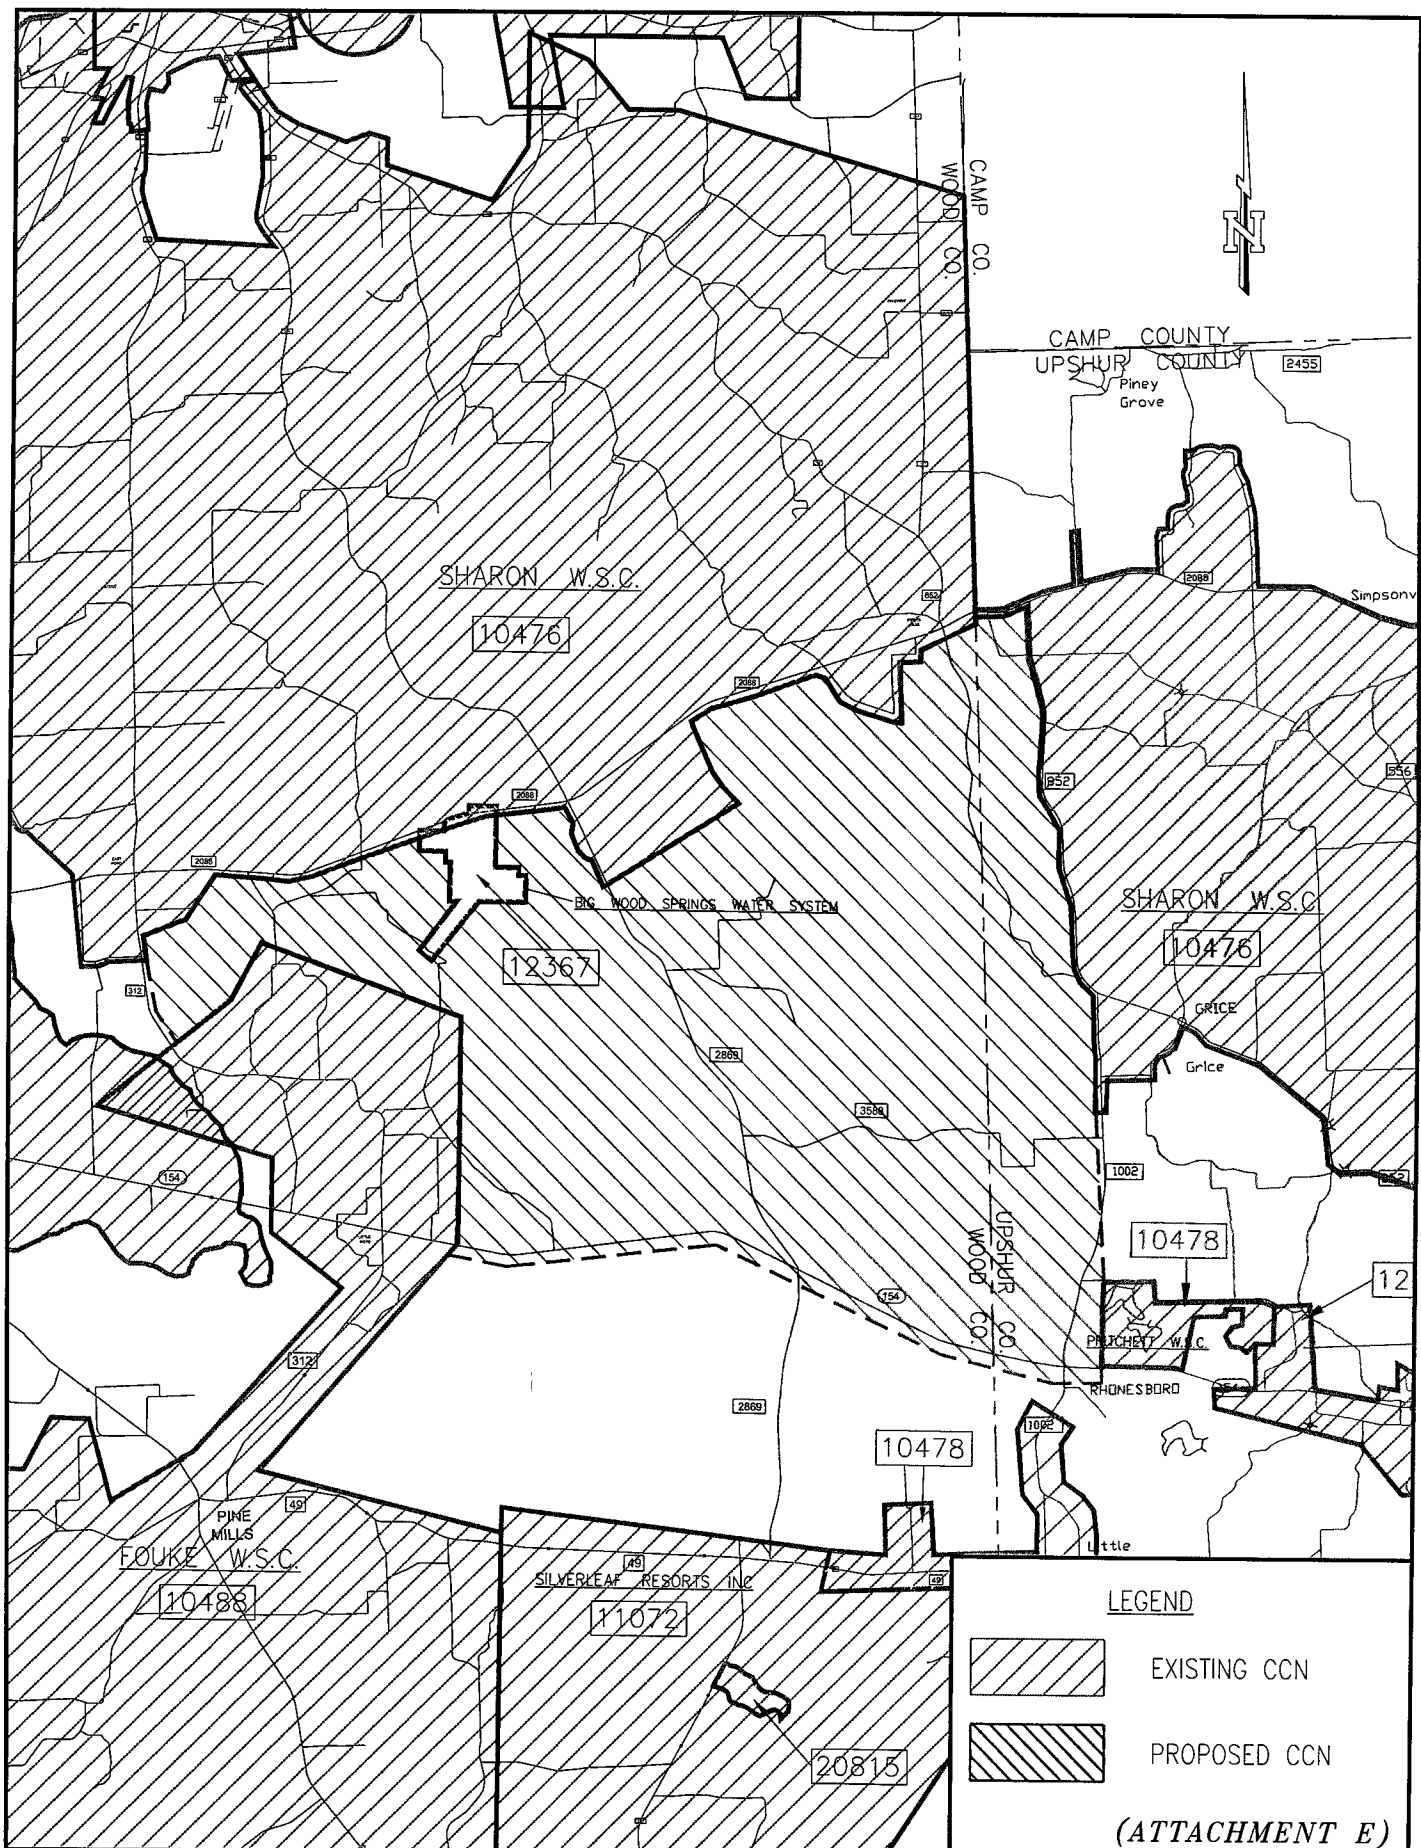 CAMP CO.
WOOD CO.
N
CAMP COUNTY
UPSHUR COUNTY
2455
Piney
Grove
2088
Simpsonv
SHARON W.S.C.
10476
852
2088
852
556
2088
2088
BIG WOOD SPRINGS WATER SYSTEM
12367
SHARON W.S.C
10476
312
GRICE
Grice
2869
3588
154
1002
852
10478
12
UPSHUR CO.
WOOD CO.
154
PRITCHETT W.S.C.
312
RHONESBORO
154
2869
1002
10478
49
PINE
MILLS
Little
FOUKE W.S.C.
10488
49
SILVERLEAF RESORTS INC
11072
49
20815
LEGEND
EXISTING CCN
PROPOSED CCN
(ATTACHMENT E)